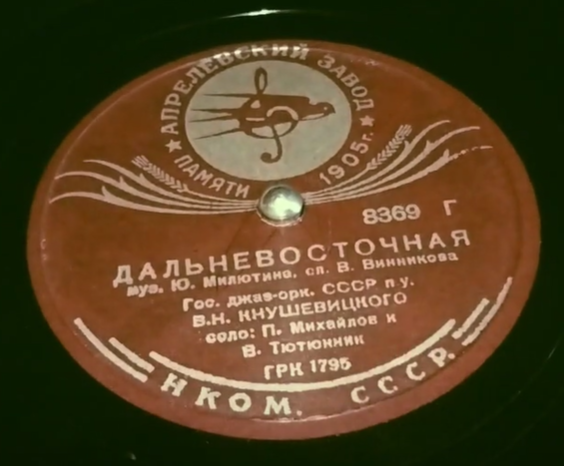 ★ АПРЕЛЕВСКИЙ ЗАВОД ★
ПАМЯТИ 1905г.
8369 Г
ДАЛЬНЕВОСТОЧНАЯ
муз. Ю. Милютина, сл. В. Винникова
Гос. джаз-орк. СССР п/у.
В.Н. КНУШЕВИЦКОГО
соло: П. Михайлов и
В. Тютюнник
ГРК 1795
НКОМ. СССР.